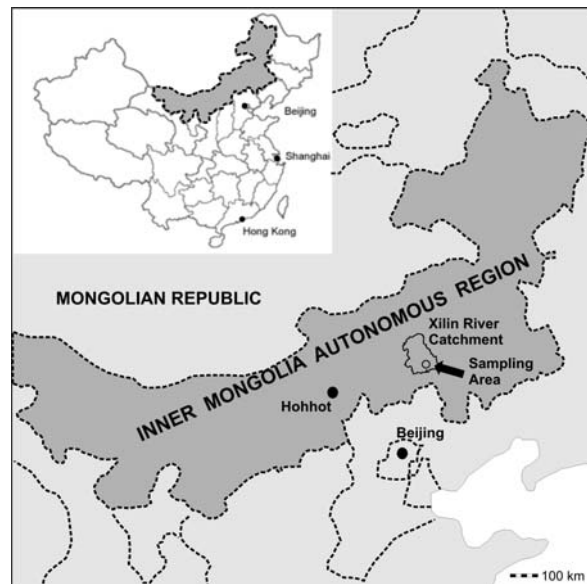 Beijing
Shanghai
Hong Kong
MONGOLIAN REPUBLIC
INNER MONGOLIA AUTONOMOUS REGION
Xilin River
Catchment
Sampling
Area
Hohhot
Beijing
100 km